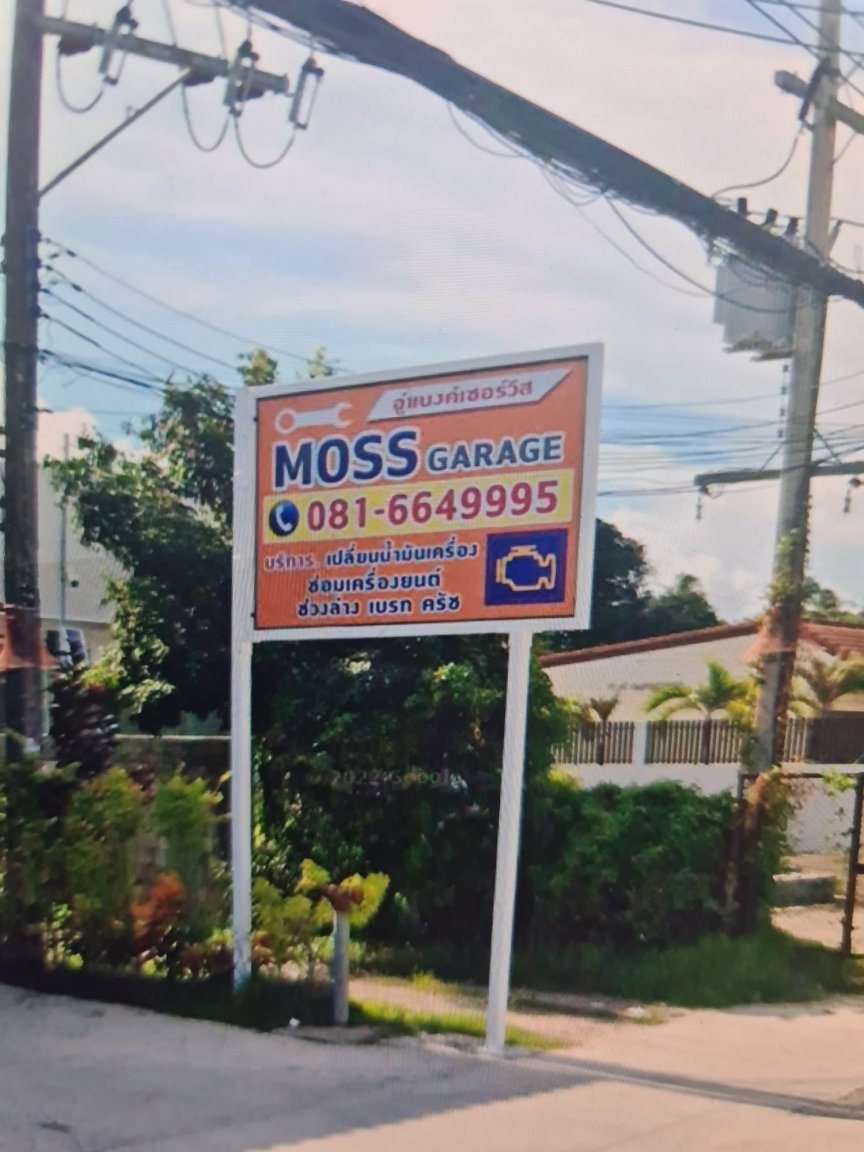 อู่แบงค์เซอร์วิส
MOSS GARAGE
081-6649995
บริการ. เปลี่ยนน้ำมันเครื่อง
ซ่อมเครื่องยนต์
ช่วงล่าง เบรก ครัช
2022 Google